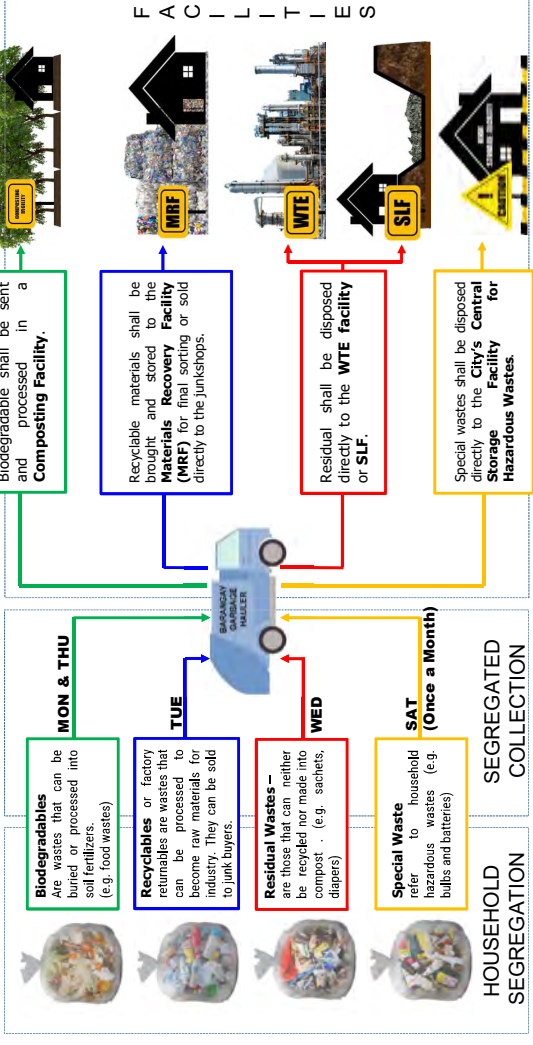 Biodegradables
Are wastes that can be
buried or processed into
soil fertilizers.
(e.g. food wastes)
Recyclables or factory
returnables are wastes that
can be processed to
become raw materials for
industry. They can be sold
to junk buyers.
Residual Wastes –
are those that can neither
be recycled nor made into
compost . (e.g. sachets,
diapers)
Special Waste
refer to household
hazardous wastes (e.g.
bulbs and batteries)
HOUSEHOLD
SEGREGATION
MON & THU
TUE
WED
SAT
(Once a Month)
SEGREGATED
COLLECTION
BARANGAY
GARBAGE
HAULER
Biodegradable shall be sent
and processed in a
Composting Facility.
Recyclable materials shall be
brought and stored to the
Materials Recovery Facility
(MRF) for final sorting or sold
directly to the junkshops.
Residual shall be disposed
directly to the WTE facility
or SLF.
Special wastes shall be disposed
directly to the City's Central
Storage Facility for
Hazardous Wastes.
COMPOSTING
FACILITY
MRF
WTE
SLF
!
CAUTION
FACILITIES